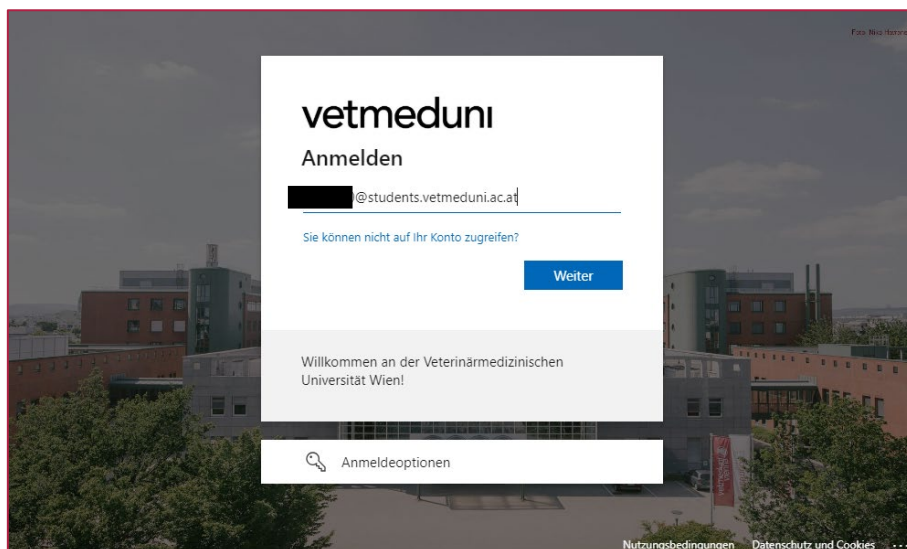 vetmeduni
Anmelden
)@students.vetmeduni.ac.at
Sie können nicht auf Ihr Konto zugreifen?
Weiter
Willkommen an der Veterinärmedizinischen
Universität Wien!
Anmeldeoptionen
Nutzungsbedingungen Datenschutz und Cookies ...